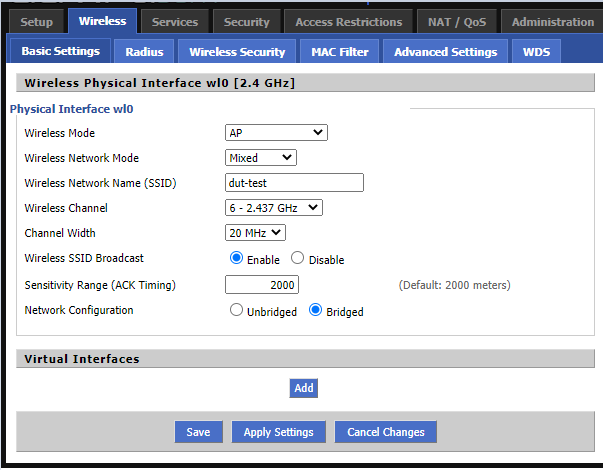 Setup Wireless Services Security Access Restrictions NAT / QoS Administration
Basic Settings Radius Wireless Security MAC Filter Advanced Settings WDS
Wireless Physical Interface wl0 [2.4 GHz]
Physical Interface wl0
Wireless Mode AP
Wireless Network Mode Mixed
Wireless Network Name (SSID) dut-test
Wireless Channel 6 - 2.437 GHz
Channel Width 20 MHz
Wireless SSID Broadcast Enable Disable
Sensitivity Range (ACK Timing) 2000 (Default: 2000 meters)
Network Configuration Unbridged Bridged
Virtual Interfaces
Add
Save Apply Settings Cancel Changes